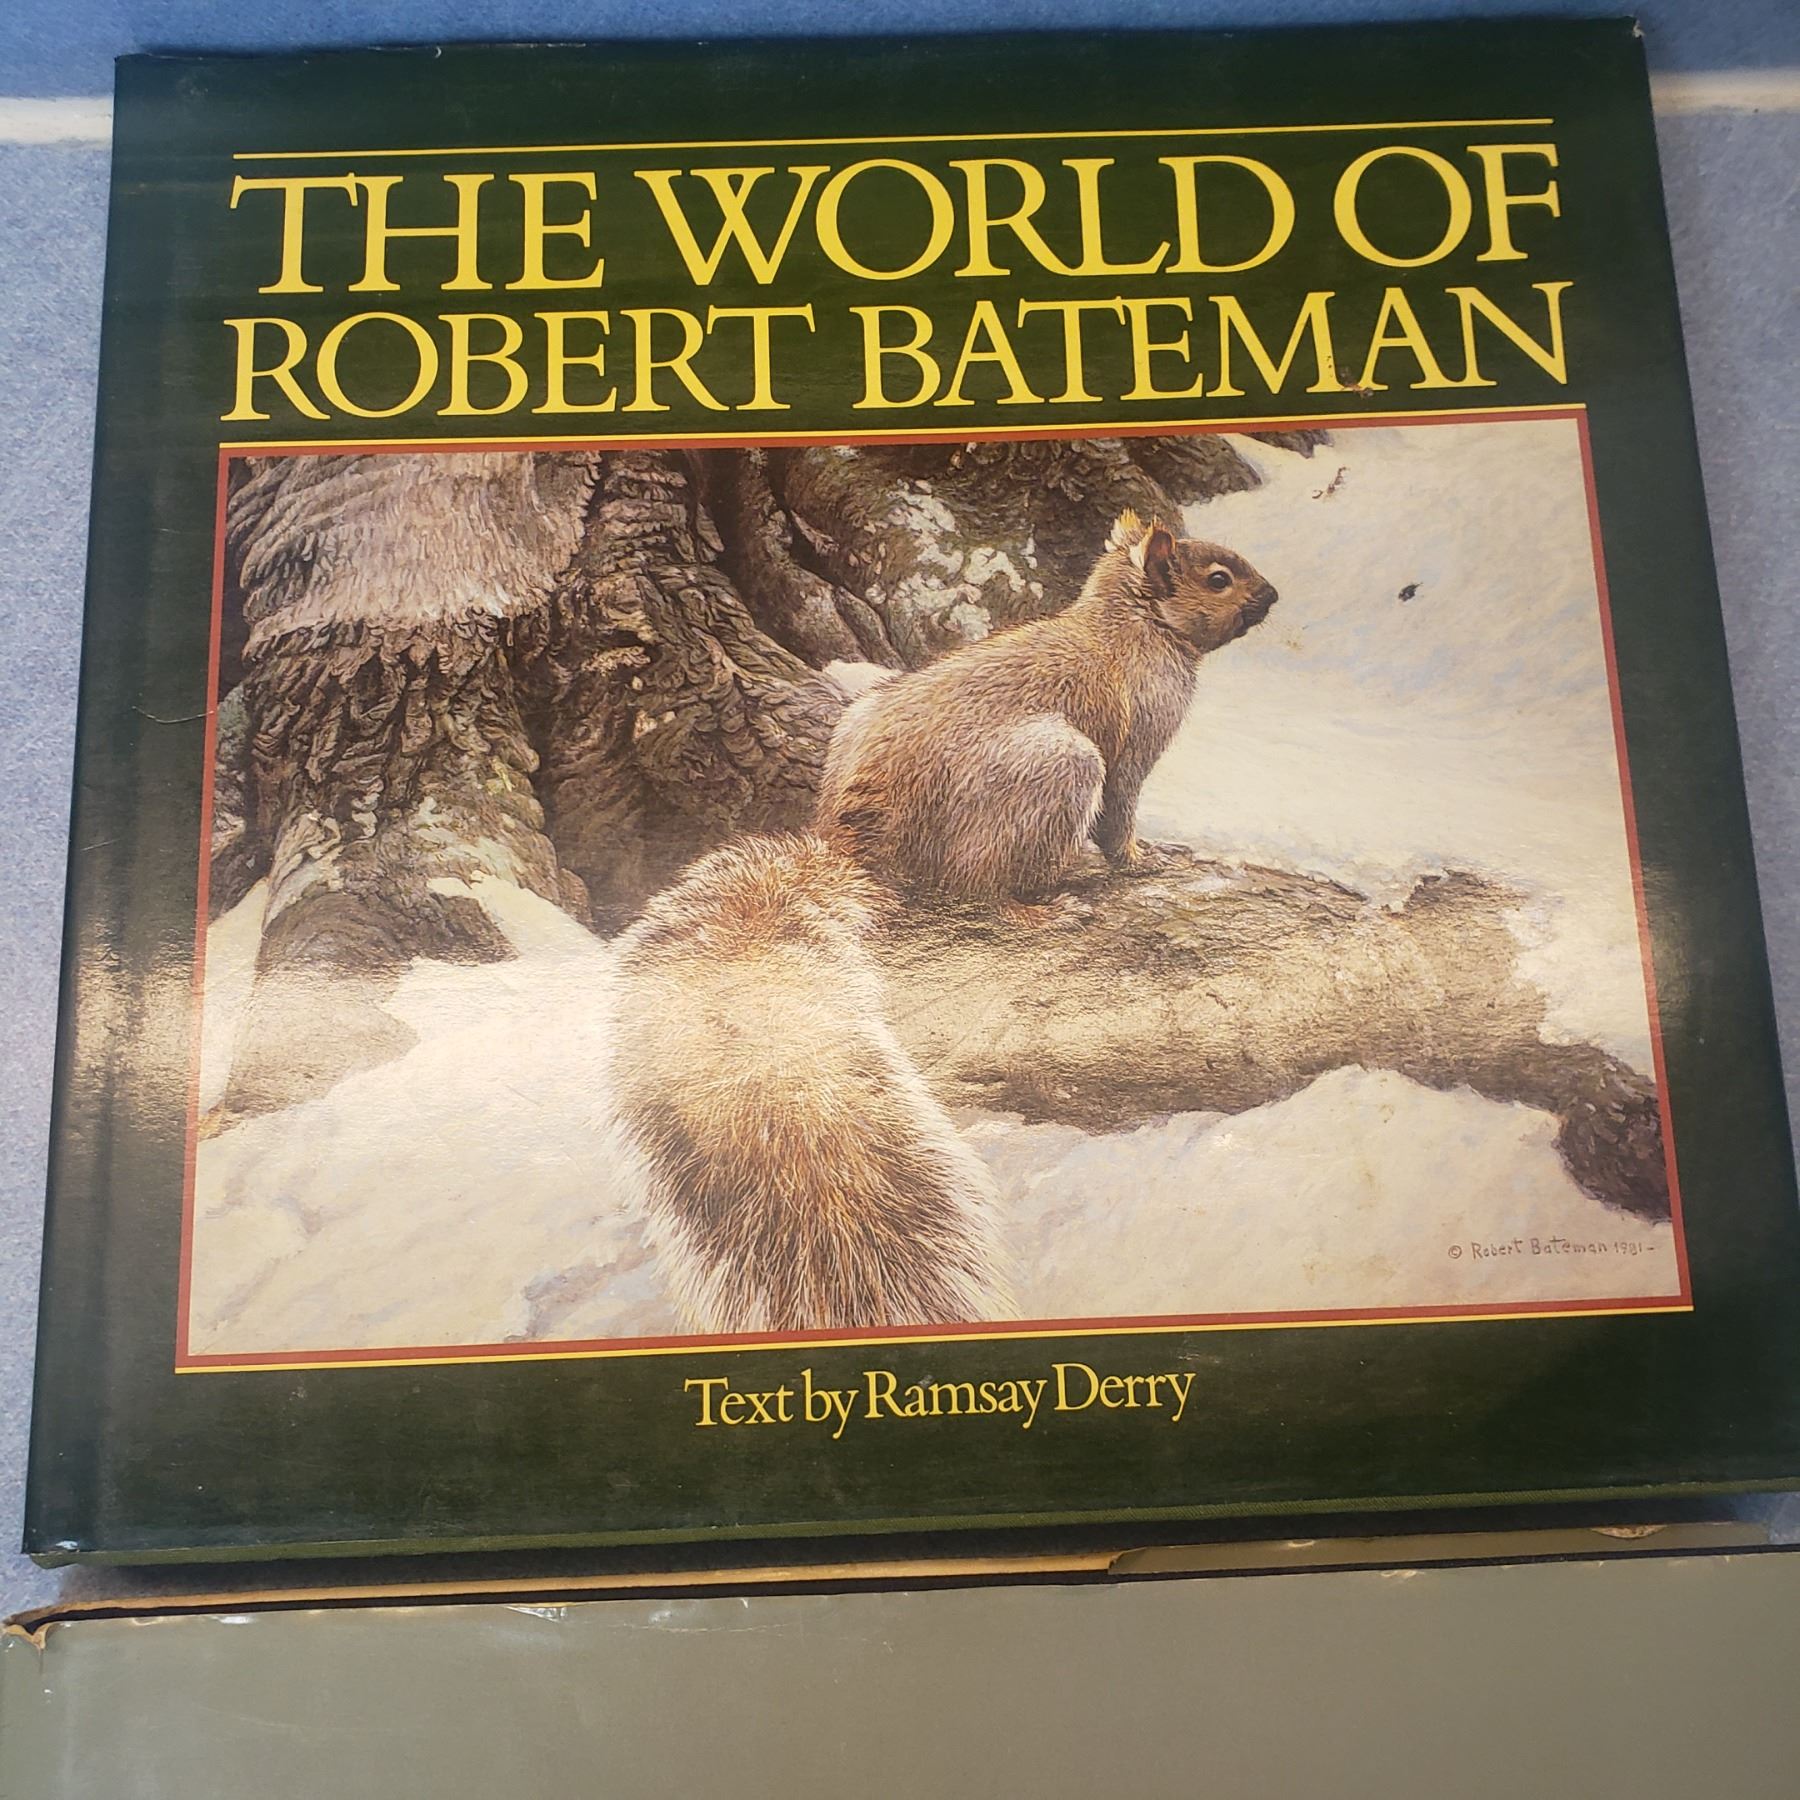 THE WORLD OF
ROBERT BATEMAN
© Robert Bateman 1981-
Text by Ramsay Derry